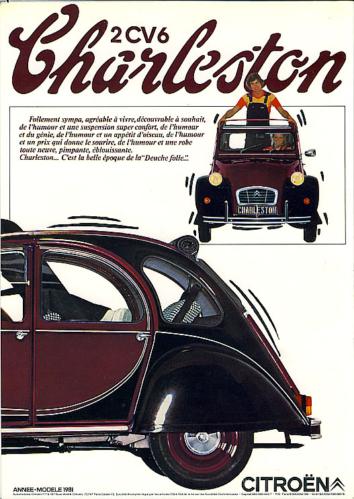 2CV6
Charleston
Follement sympa, agréable à vivre, découvrable à souhait,
de l'humour et une suspension super confort, de l'humour
et du génie, de l'humour et un appétit d'oiseau, de l'humour
et un prix qui donne le sourire, de l'humour et une robe
toute neuve, pimpante, éblouissante.
Charleston... C'est la belle époque de la "Deuche folle".
CHARLESTON
ANNEE-MODELE 1981
CITROËN